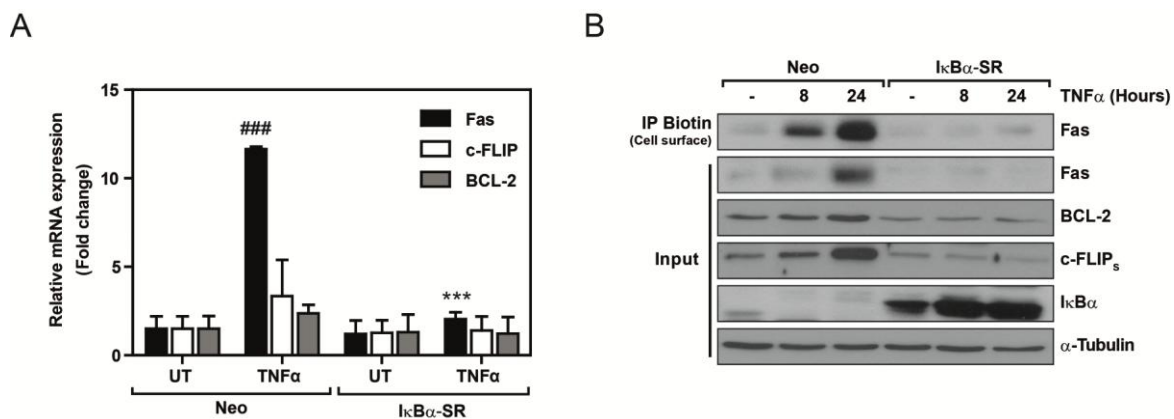 A
Relative mRNA expression
(Fold change)
15
10
5
0
###
***
Fas
c-FLIP
BCL-2
UT
TNFα
UT
TNFα
Neo
IκBα-SR
B
Neo
IκBα-SR
- 8 24 - 8 24 TNFα (Hours)
IP Biotin
(Cell surface)
Fas
Input
Fas
BCL-2
c-FLIPs
IκBα
α-Tubulin